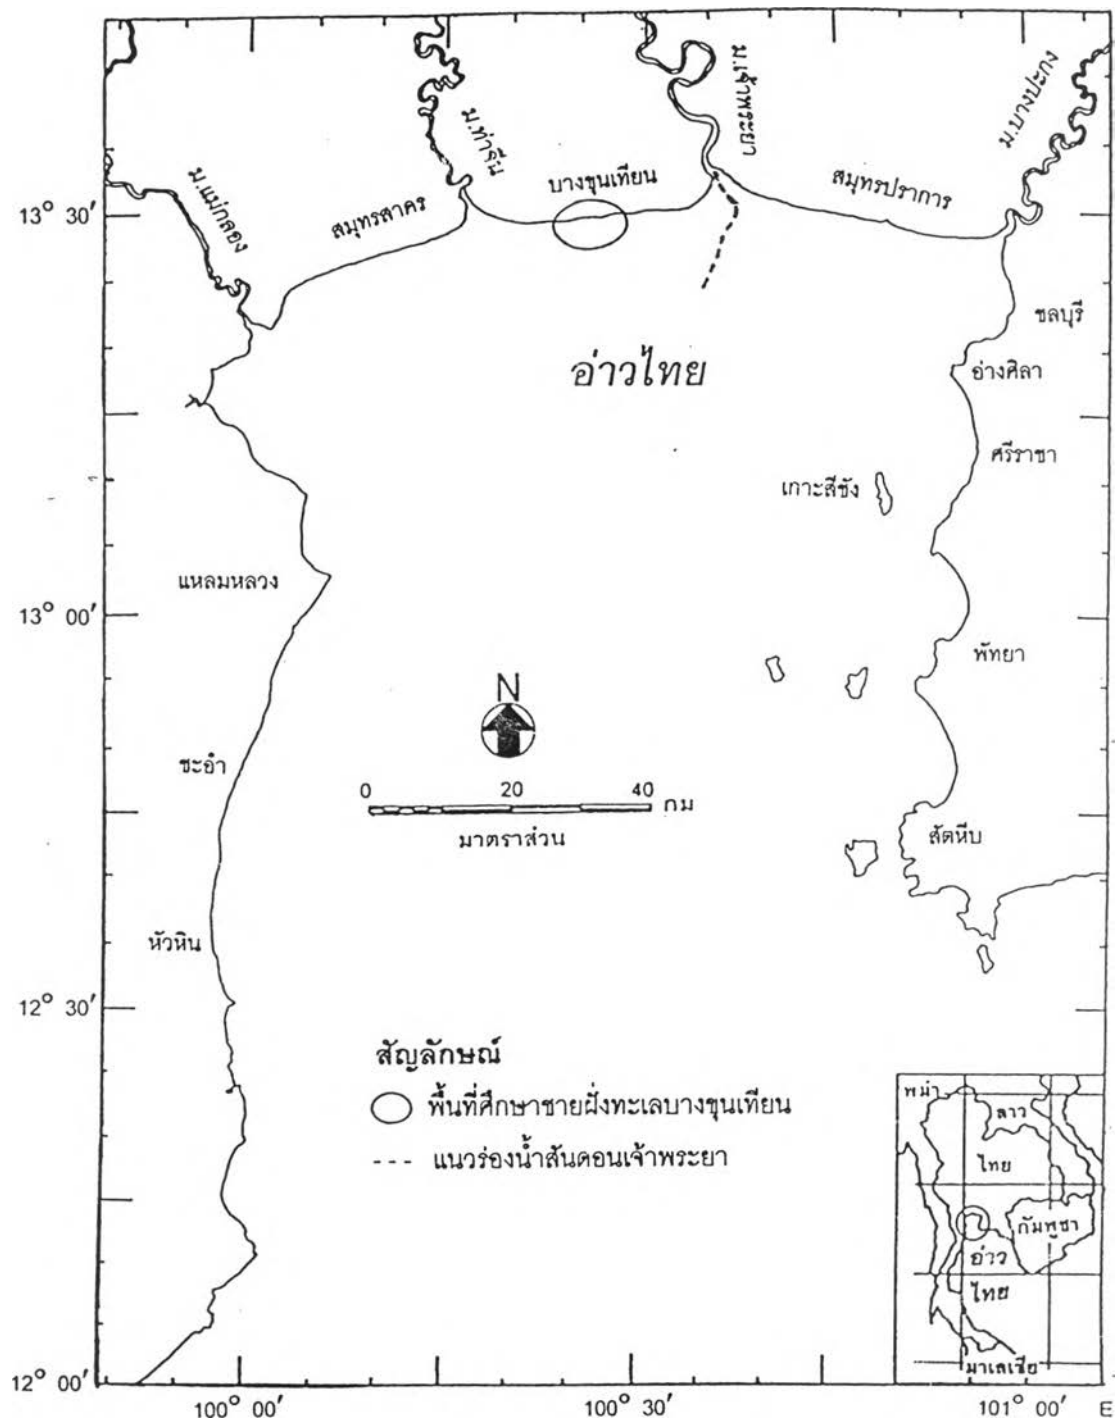 ม.เจ้าพระยา
ม.บางปะกง
ม.ท่าจีน
บางขุนเทียน
สมุทรปราการ
ม.แม่กลอง
สมุทรสาคร
13° 30′
ชลบุรี
อ่าวไทย
อ่างศิลา
ศรีราชา
เกาะสีชัง
แหลมหลวง
13° 00′
พัทยา
N
ชะอำ
0 20 40 กม
มาตราส่วน
สัตหีบ
หัวหิน
12° 30′
สัญลักษณ์
พื้นที่ศึกษาชายฝั่งทะเลบางขุนเทียน
แนวร่องน้ำสันดอนเจ้าพระยา
พม่า
ลาว
ไทย
กัมพูชา
อ่าว
ไทย
มาเลเซีย
12° 00′
100° 00′ 100° 30′ 101° 00′ E